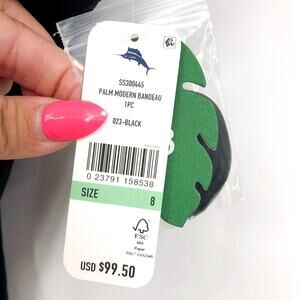 SS300445
PALM MODERN BANDEAU
1PC
023-BLACK
0 23791 158538
SIZE 8
FSC
MIX
Paper
USD $99.50